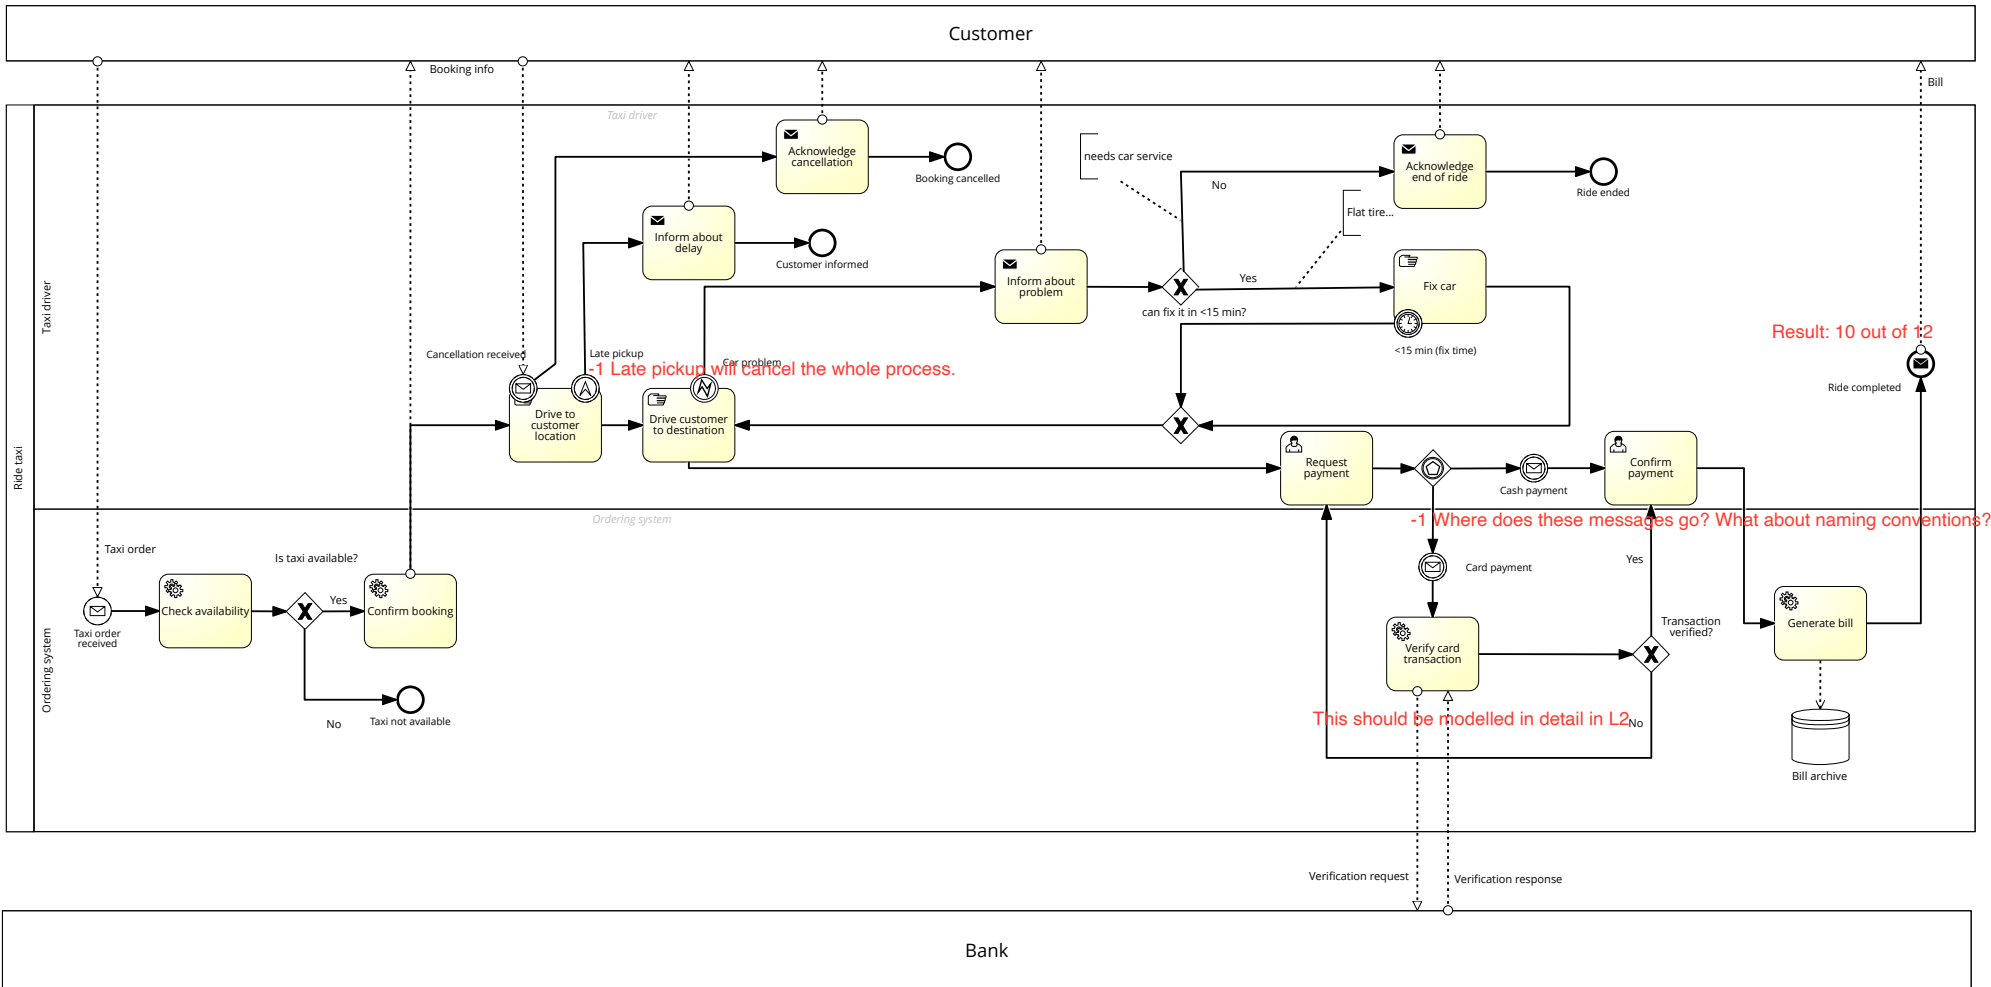 Customer
Booking info
Bill
Taxi driver
Acknowledge
cancellation
Booking cancelled
needs car service
Acknowledge
end of ride
Ride ended
No
Flat tire...
Inform about
delay
Customer informed
Inform about
problem
Yes
can fix it in <15 min?
Fix car
<15 min (fix time)
Result: 10 out of 12
Ride completed
Taxi driver
Cancellation received
Late pickup
Car problem
-1 Late pickup will cancel the whole process.
Drive to
customer
location
Drive customer
to destination
Ride taxi
Request
payment
Cash payment
Confirm
payment
Ordering system
-1 Where does these messages go? What about naming conventions?
Taxi order
Is taxi available?
Yes
Card payment
Taxi order
received
Check availability
Yes
Confirm booking
Transaction
verified?
Generate bill
Verify card
transaction
Ordering system
No
Taxi not available
This should be modelled in detail in L2
No
Bill archive
Verification request
Verification response
Bank